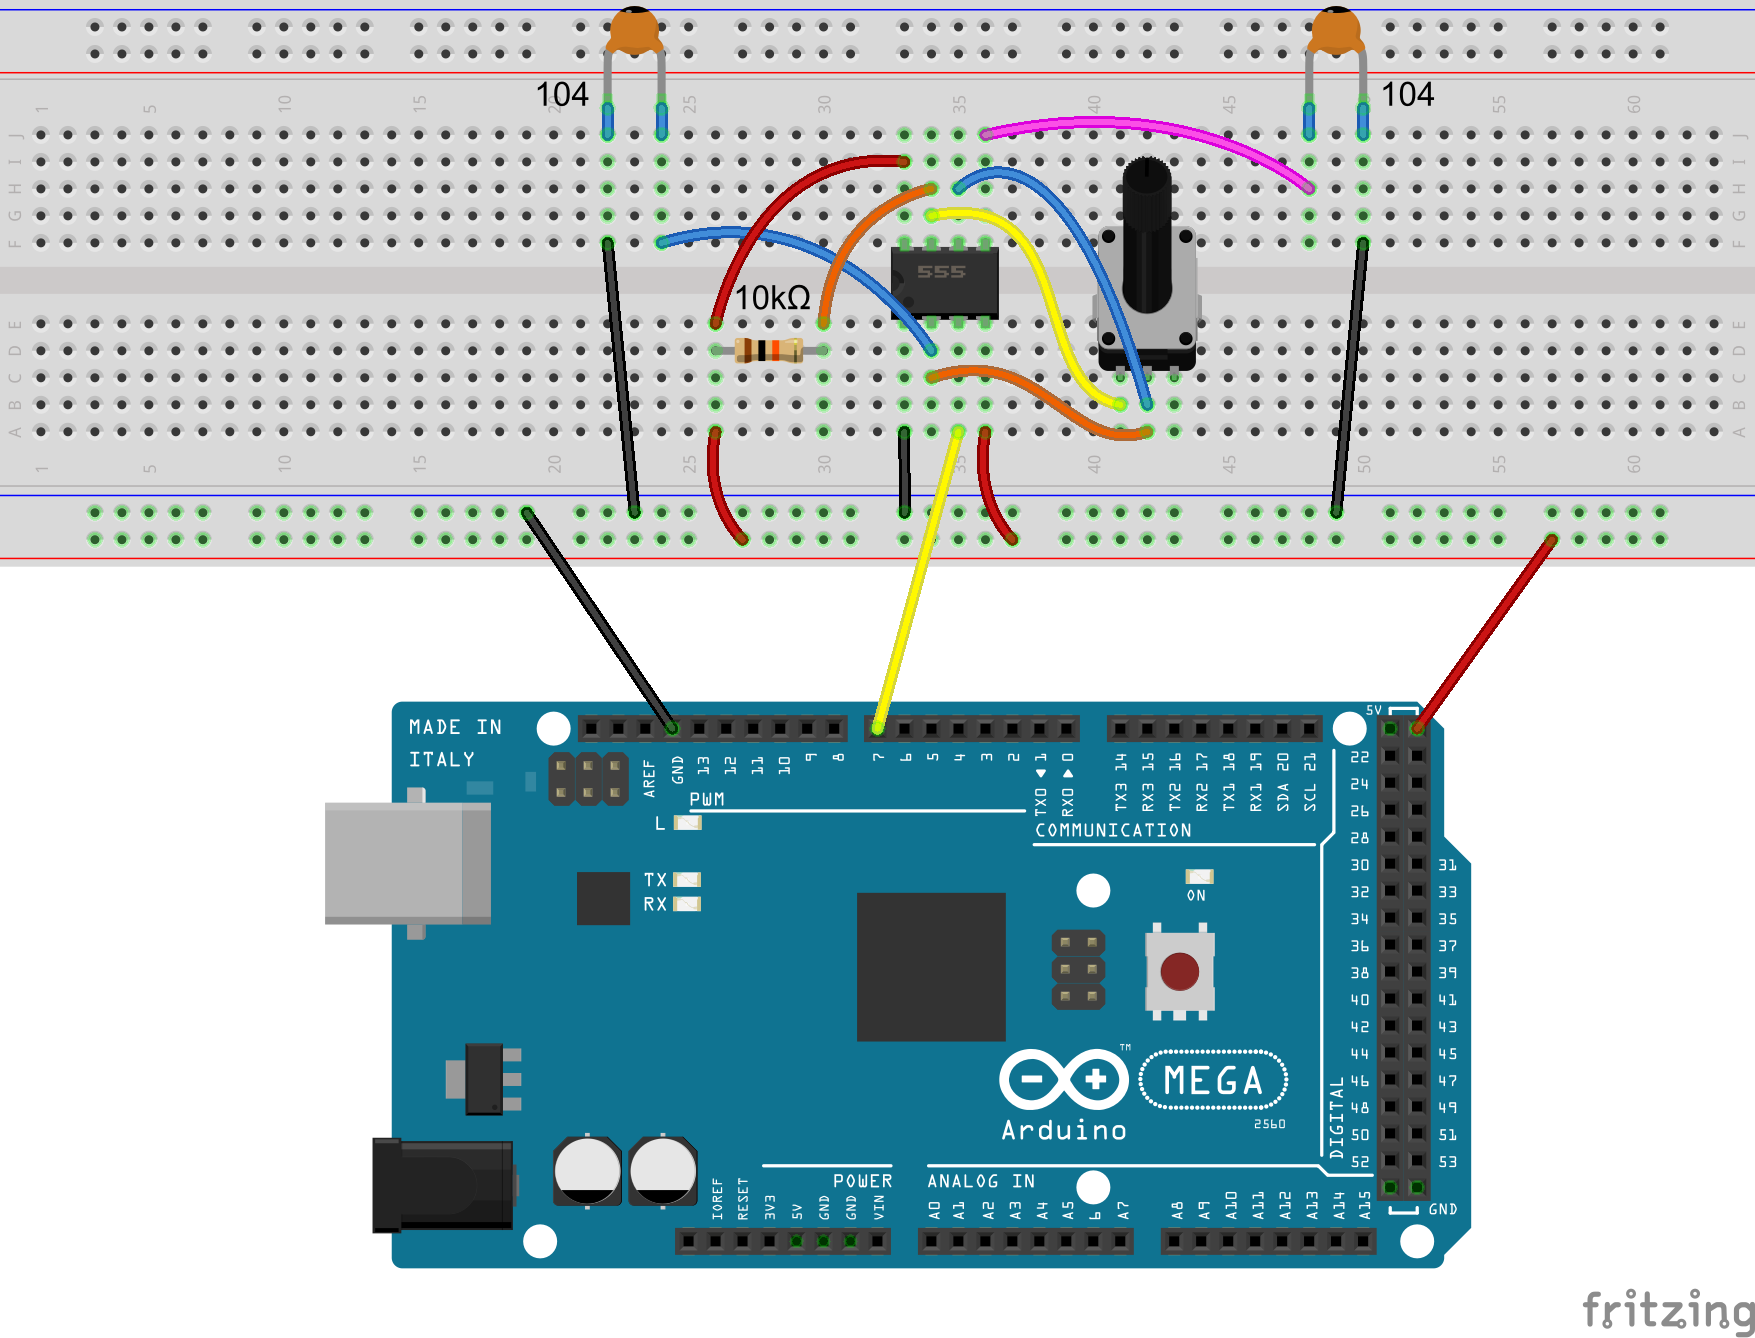 104
104
1 5 10 15 20 25 30 35 40 45 50 55 60
J J
I I
H H
G G
F F
555
10kΩ
E E
D D
C C
B B
A A
1 5 10 15 20 25 30 35 40 45 50 55 60
MADE IN
ITALY
AREF GND 13 12 11 10 9 8
7 6 5 4 3 2 TX0 1 RX0 0
TX3 14 RX3 15 TX2 16 RX2 17 TX1 18 RX1 19 SDA 20 SCL 21
5V
PWM
COMMUNICATION
L
TX
RX
ON
22
24
26
28
30 31
32 33
34 35
36 37
38 39
40 41
42 43
44 45
46 47
48 49
50 51
52 53
DIGITAL
GND
TM
MEGA
2560
Arduino
POWER
ANALOG IN
IOREF RESET 3V3 5V GND GND VIN
A0 A1 A2 A3 A4 A5 6 A7
A8 A9 A10 A11 A12 A13 A14 A15
fritzing